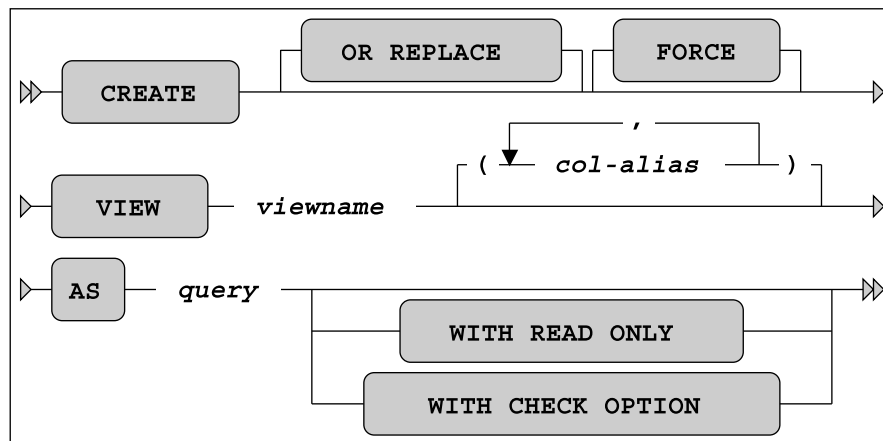 OR REPLACE FORCE
CREATE
,
( col-alias )
VIEW viewname
AS query
WITH READ ONLY
WITH CHECK OPTION